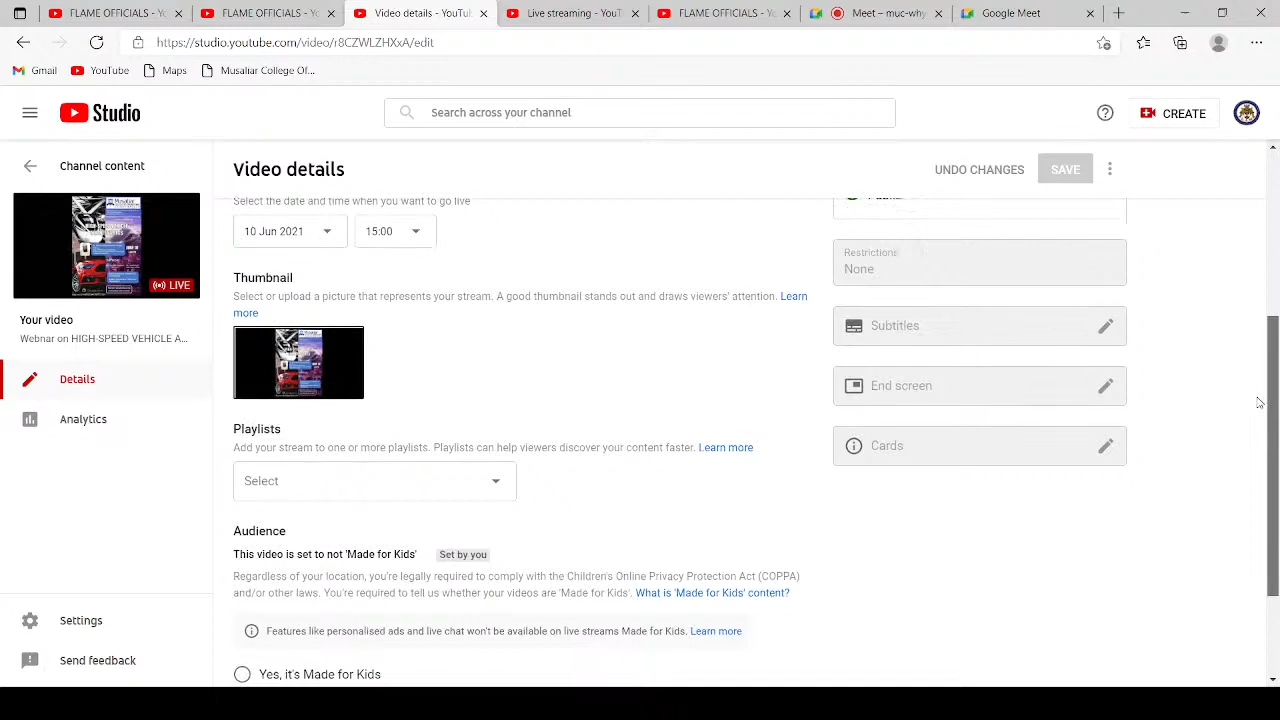 FLAME OFFICIALS - Yo
FLAME OFFICIALS - Y
Video details - YouTu
Live streaming - YouT
FLAME OFFICIALS - Yo
Meet – muc-why
Google Meet
https://studio.youtube.com/video/r8CZWLZHXxA/edit
Gmail
YouTube
Maps
Musaliar College Of...
Studio
Search across your channel
CREATE
Channel content
Video details
UNDO CHANGES
SAVE
LIVE
Your video
Webnar on HIGH-SPEED VEHICLE A...
Details
Analytics
Settings
Send feedback
Select the date and time when you want to go live
10 Jun 2021
15:00
Thumbnail
Select or upload a picture that represents your stream. A good thumbnail stands out and draws viewers' attention. Learn
more
Playlists
Add your stream to one or more playlists. Playlists can help viewers discover your content faster. Learn more
Select
Audience
This video is set to not 'Made for Kids'
Set by you
Regardless of your location, you're legally required to comply with the Children's Online Privacy Protection Act (COPPA)
and/or other laws. You're required to tell us whether your videos are 'Made for Kids'. What is 'Made for Kids' content?
Features like personalised ads and live chat won't be available on live streams Made for Kids. Learn more
Yes, it's Made for Kids
Restrictions
None
Subtitles
End screen
Cards